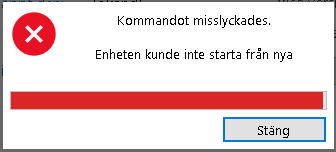 Kommandot misslyckades.
Enheten kunde inte starta från nya
Stäng